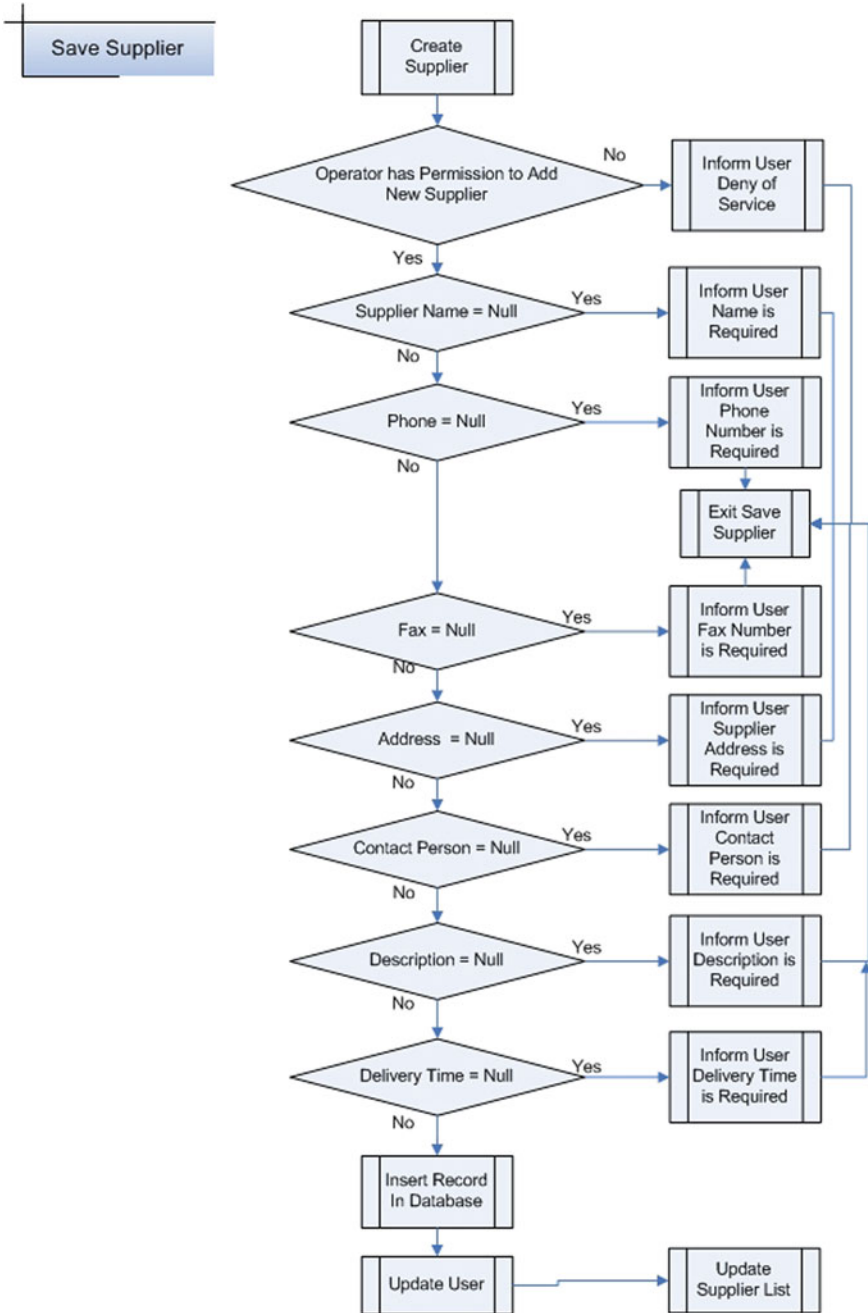 Save Supplier
Create
Supplier
Operator has Permission to Add
New Supplier
No
Inform User
Deny of
Service
Yes
Supplier Name = Null
Yes
Inform User
Name is
Required
No
Phone = Null
Yes
Inform User
Phone
Number is
Required
No
Exit Save
Supplier
Fax = Null
Yes
Inform User
Fax Number
is Required
No
Address = Null
Yes
Inform User
Supplier
Address is
Required
No
Contact Person = Null
Yes
Inform User
Contact
Person is
Required
No
Description = Null
Yes
Inform User
Description is
Required
No
Delivery Time = Null
Yes
Inform User
Delivery Time
is Required
No
Insert Record
In Database
Update User
Update
Supplier List